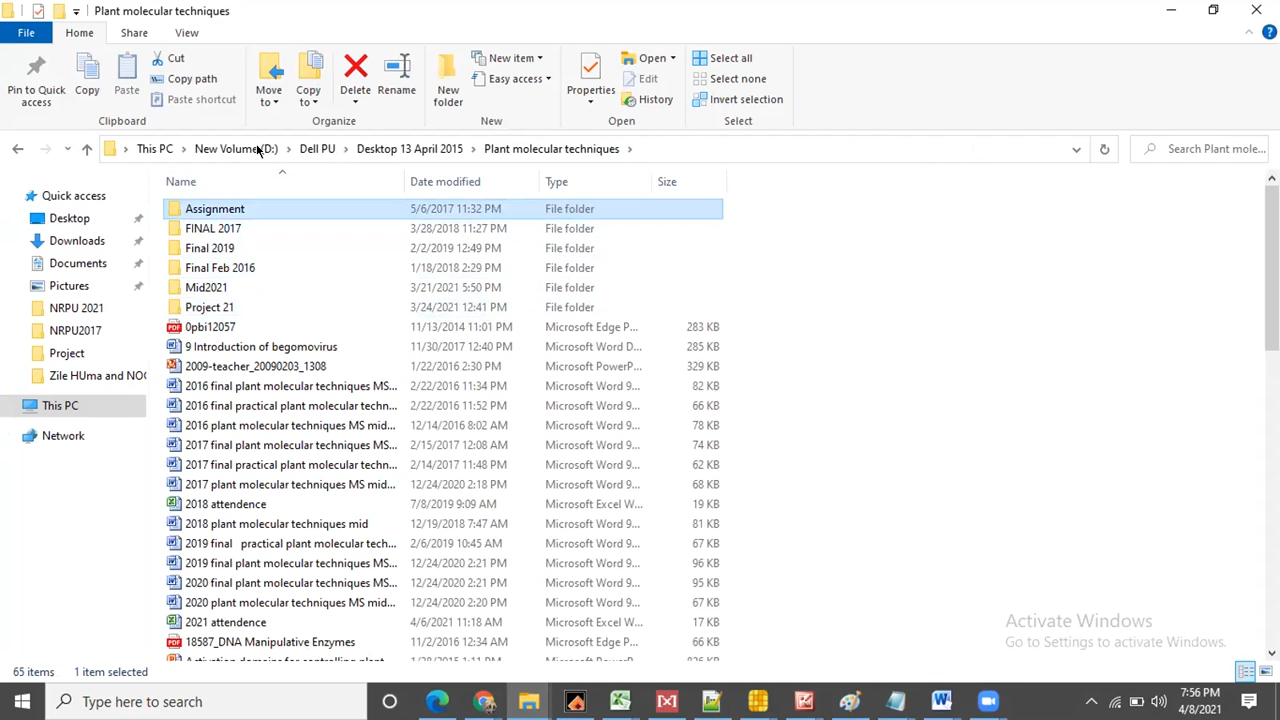 Plant molecular techniques
File Home Share View
Pin to Quick access
Copy
Paste
Cut
Copy path
Paste shortcut
Clipboard
Move to
Copy to
Delete
Rename
Organize
New folder
New item
Easy access
New
Properties
Open
Edit
History
Open
Select all
Select none
Invert selection
Select
This PC New Volume (D:) Dell PU Desktop 13 April 2015 Plant molecular techniques
Search Plant mole...
Name Date modified Type Size
Quick access
Desktop
Downloads
Documents
Pictures
NRPU 2021
NRPU2017
Project
Zile HUma and NOC
This PC
Network
Assignment 5/6/2017 11:32 PM File folder
FINAL 2017 3/28/2018 11:27 PM File folder
Final 2019 2/2/2019 12:49 PM File folder
Final Feb 2016 1/18/2018 2:29 PM File folder
Mid2021 3/21/2021 5:50 PM File folder
Project 21 3/24/2021 12:41 PM File folder
0pbi12057 11/13/2014 11:01 PM Microsoft Edge P... 283 KB
9 Introduction of begomovirus 11/30/2017 12:40 PM Microsoft Word D... 285 KB
2009-teacher_20090203_1308 1/22/2016 2:30 PM Microsoft PowerP... 329 KB
2016 final plant molecular techniques MS... 2/22/2016 11:34 PM Microsoft Word 9... 82 KB
2016 final practical plant molecular techn... 2/22/2016 11:52 PM Microsoft Word 9... 66 KB
2016 plant molecular techniques MS mid... 12/14/2016 8:02 AM Microsoft Word 9... 78 KB
2017 final plant molecular techniques MS... 2/15/2017 12:08 AM Microsoft Word 9... 74 KB
2017 final practical plant molecular techn... 2/14/2017 11:48 PM Microsoft Word 9... 62 KB
2017 plant molecular techniques MS mid... 12/24/2020 2:18 PM Microsoft Word 9... 68 KB
2018 attendence 7/8/2019 9:09 AM Microsoft Excel W... 19 KB
2018 plant molecular techniques mid 12/19/2018 7:47 AM Microsoft Word 9... 81 KB
2019 final practical plant molecular tech... 2/6/2019 10:45 AM Microsoft Word 9... 67 KB
2019 final plant molecular techniques MS... 12/24/2020 2:21 PM Microsoft Word 9... 96 KB
2020 final plant molecular techniques MS... 12/24/2020 2:21 PM Microsoft Word 9... 95 KB
2020 plant molecular techniques MS mid... 12/24/2020 2:20 PM Microsoft Word 9... 67 KB
2021 attendence 4/6/2021 11:18 AM Microsoft Excel W... 17 KB
18587_DNA Manipulative Enzymes 11/2/2016 12:34 AM Microsoft Edge P... 66 KB
Activation domains for controlling plant 1/28/2015 1:11 PM Microsoft PowerP...
Activate Windows
Go to Settings to activate Windows.
65 items 1 item selected
Type here to search
7:56 PM
4/8/2021